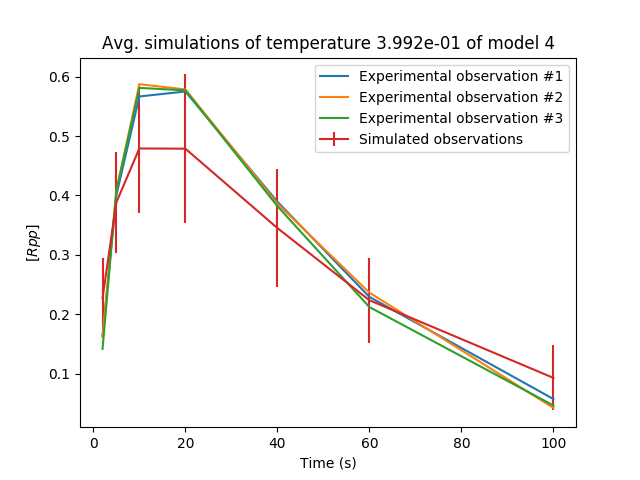 Avg. simulations of temperature 3.992e-01 of model 4
Experimental observation #1
Experimental observation #2
Experimental observation #3
Simulated observations
0.6
0.5
0.4
0.3
0.2
0.1
[Rpp]
0 20 40 60 80 100
Time (s)